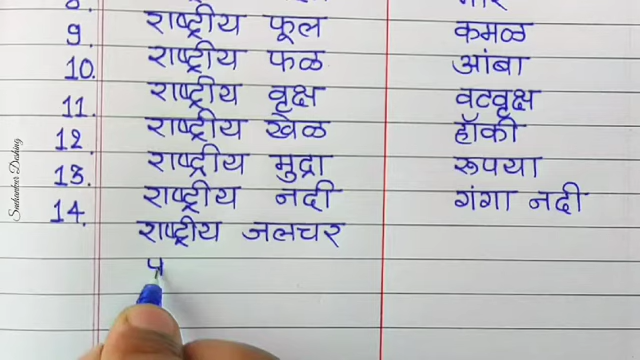 9. राष्ट्रीय फूल कमळ
10. राष्ट्रीय फळ आंबा
11. राष्ट्रीय वृक्ष वटवृक्ष
12. राष्ट्रीय खेळ हॉकी
13. राष्ट्रीय मुद्रा रूपया
14. राष्ट्रीय नदी गंगा नदी
राष्ट्रीय जलचर